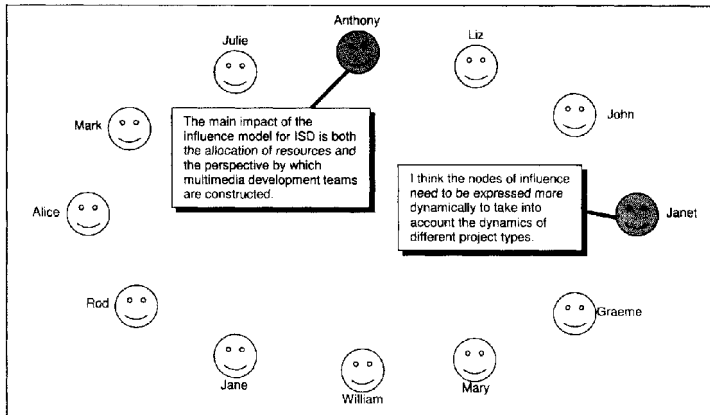 Anthony
Julie
Liz
Mark
John
The main impact of the
influence model for ISD is both
the allocation of resources and
the perspective by which
multimedia development teams
are constructed.
I think the nodes of influence
need to be expressed more
dynamically to take into
account the dynamics of
different project types.
Alice
Janet
Rod
Graeme
Jane
William
Mary